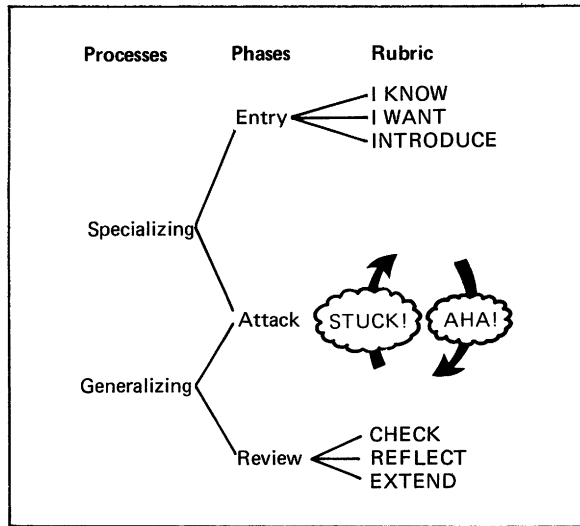 Processes Phases Rubric
I KNOW
Entry I WANT
INTRODUCE
Specializing
Attack STUCK! AHA!
Generalizing
CHECK
Review REFLECT
EXTEND